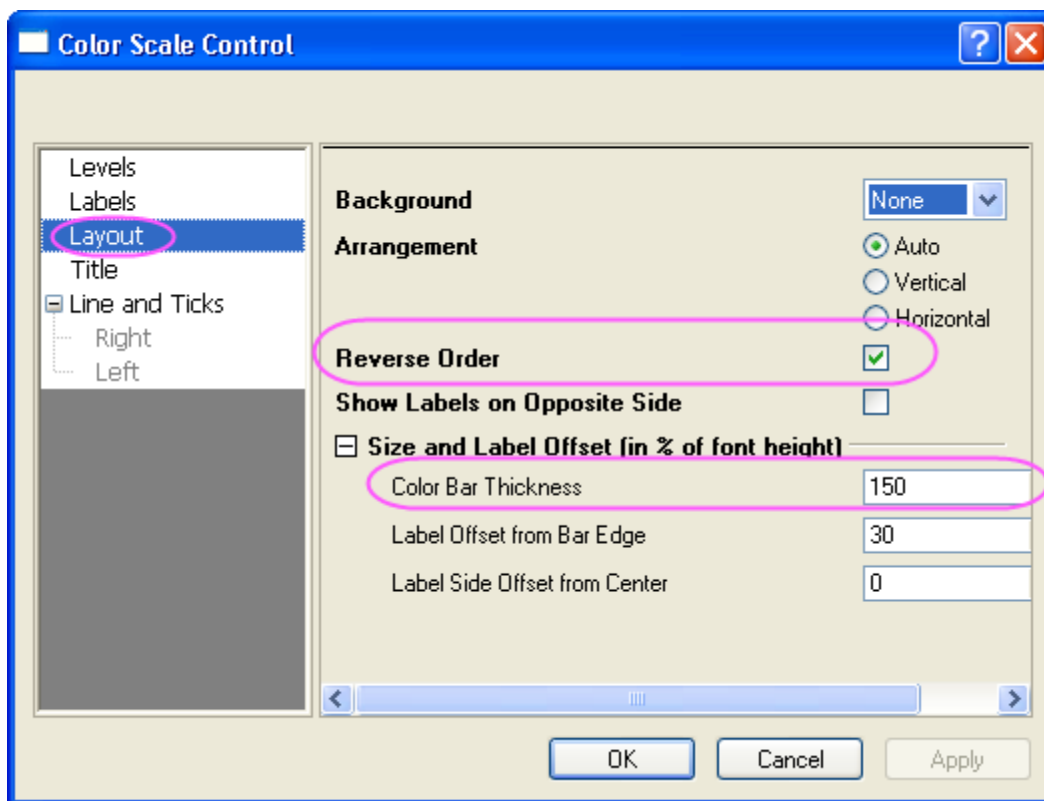 Color Scale Control
Levels
Labels
Layout
Title
Line and Ticks
Right
Left
Background None
Arrangement Auto
Vertical
Horizontal
Reverse Order
Show Labels on Opposite Side
Size and Label Offset (in % of font height)
Color Bar Thickness 150
Label Offset from Bar Edge 30
Label Side Offset from Center 0
OK Cancel Apply